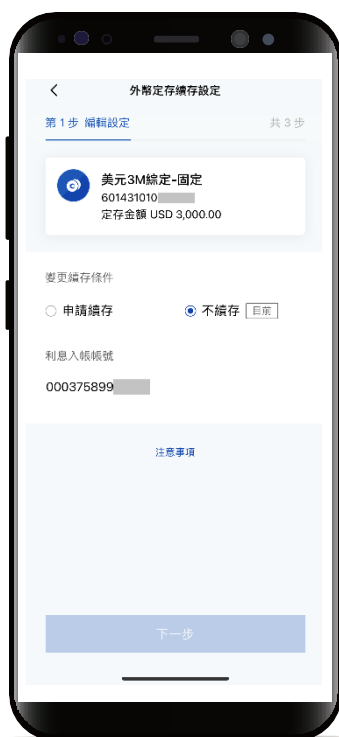 外幣定存續存設定
第 1 步 編輯設定
共 3 步
美元3M綜定-固定
601431010
定存金額 USD 3,000.00
變更續存條件
申請續存
不續存 目前
利息入帳帳號
000375899
注意事項
下一步